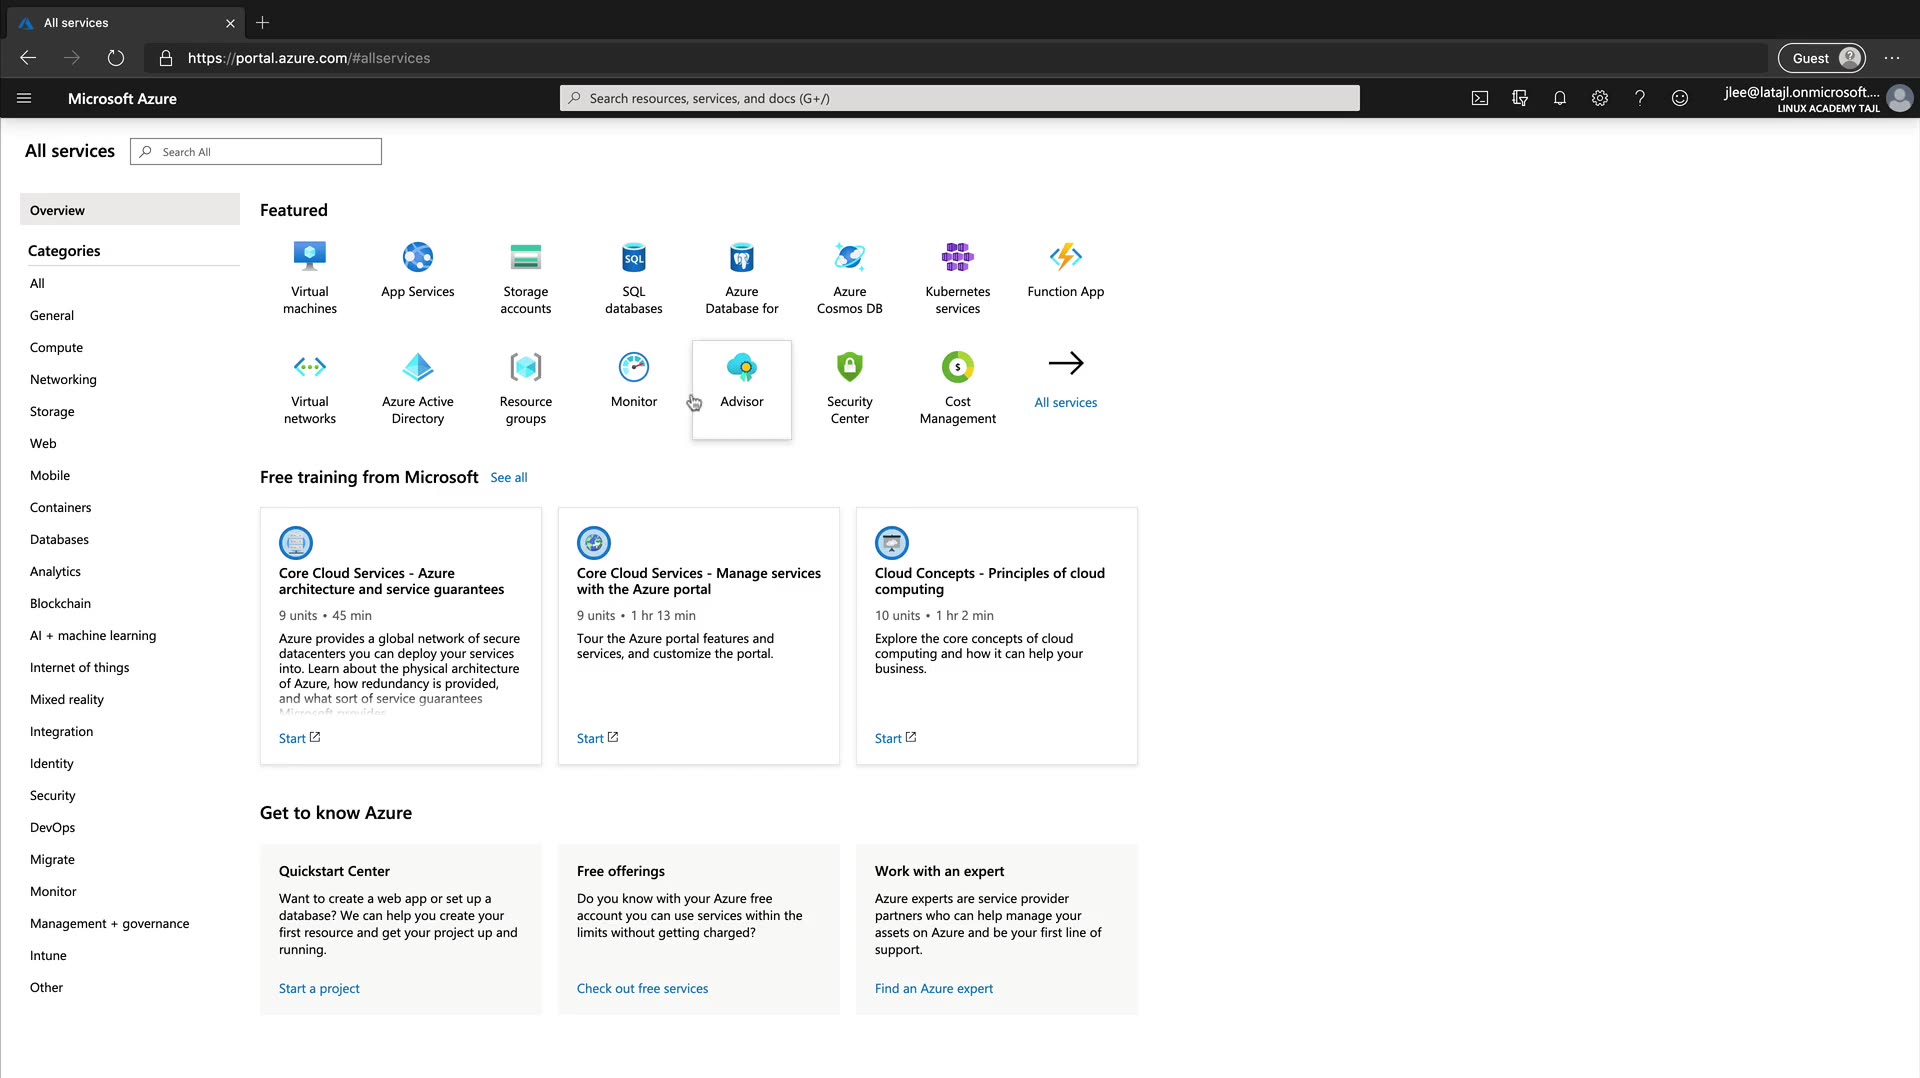 All services
https://portal.azure.com/#allservices
Guest
Microsoft Azure
Search resources, services, and docs (G+/)
jlee@latajl.onmicrosoft....
LINUX ACADEMY TAJL
All services
Search All
Overview
Categories
All
General
Compute
Networking
Storage
Web
Mobile
Containers
Databases
Analytics
Blockchain
AI + machine learning
Internet of things
Mixed reality
Integration
Identity
Security
DevOps
Migrate
Monitor
Management + governance
Intune
Other
Featured
Virtual
machines
App Services
Storage
accounts
SQL
SQL
databases
Azure
Database for
Azure
Cosmos DB
Kubernetes
services
Function App
Virtual
networks
Azure Active
Directory
Resource
groups
Monitor
Advisor
Security
Center
Cost
Management
All services
Free training from Microsoft
See all
Core Cloud Services - Azure
architecture and service guarantees
9 units • 45 min
Azure provides a global network of secure
datacenters you can deploy your services
into. Learn about the physical architecture
of Azure, how redundancy is provided,
and what sort of service guarantees
Microsoft provides
Start
Core Cloud Services - Manage services
with the Azure portal
9 units • 1 hr 13 min
Tour the Azure portal features and
services, and customize the portal.
Start
Cloud Concepts - Principles of cloud
computing
10 units • 1 hr 2 min
Explore the core concepts of cloud
computing and how it can help your
business.
Start
Get to know Azure
Quickstart Center
Want to create a web app or set up a
database? We can help you create your
first resource and get your project up and
running.
Start a project
Free offerings
Do you know with your Azure free
account you can use services within the
limits without getting charged?
Check out free services
Work with an expert
Azure experts are service provider
partners who can help manage your
assets on Azure and be your first line of
support.
Find an Azure expert